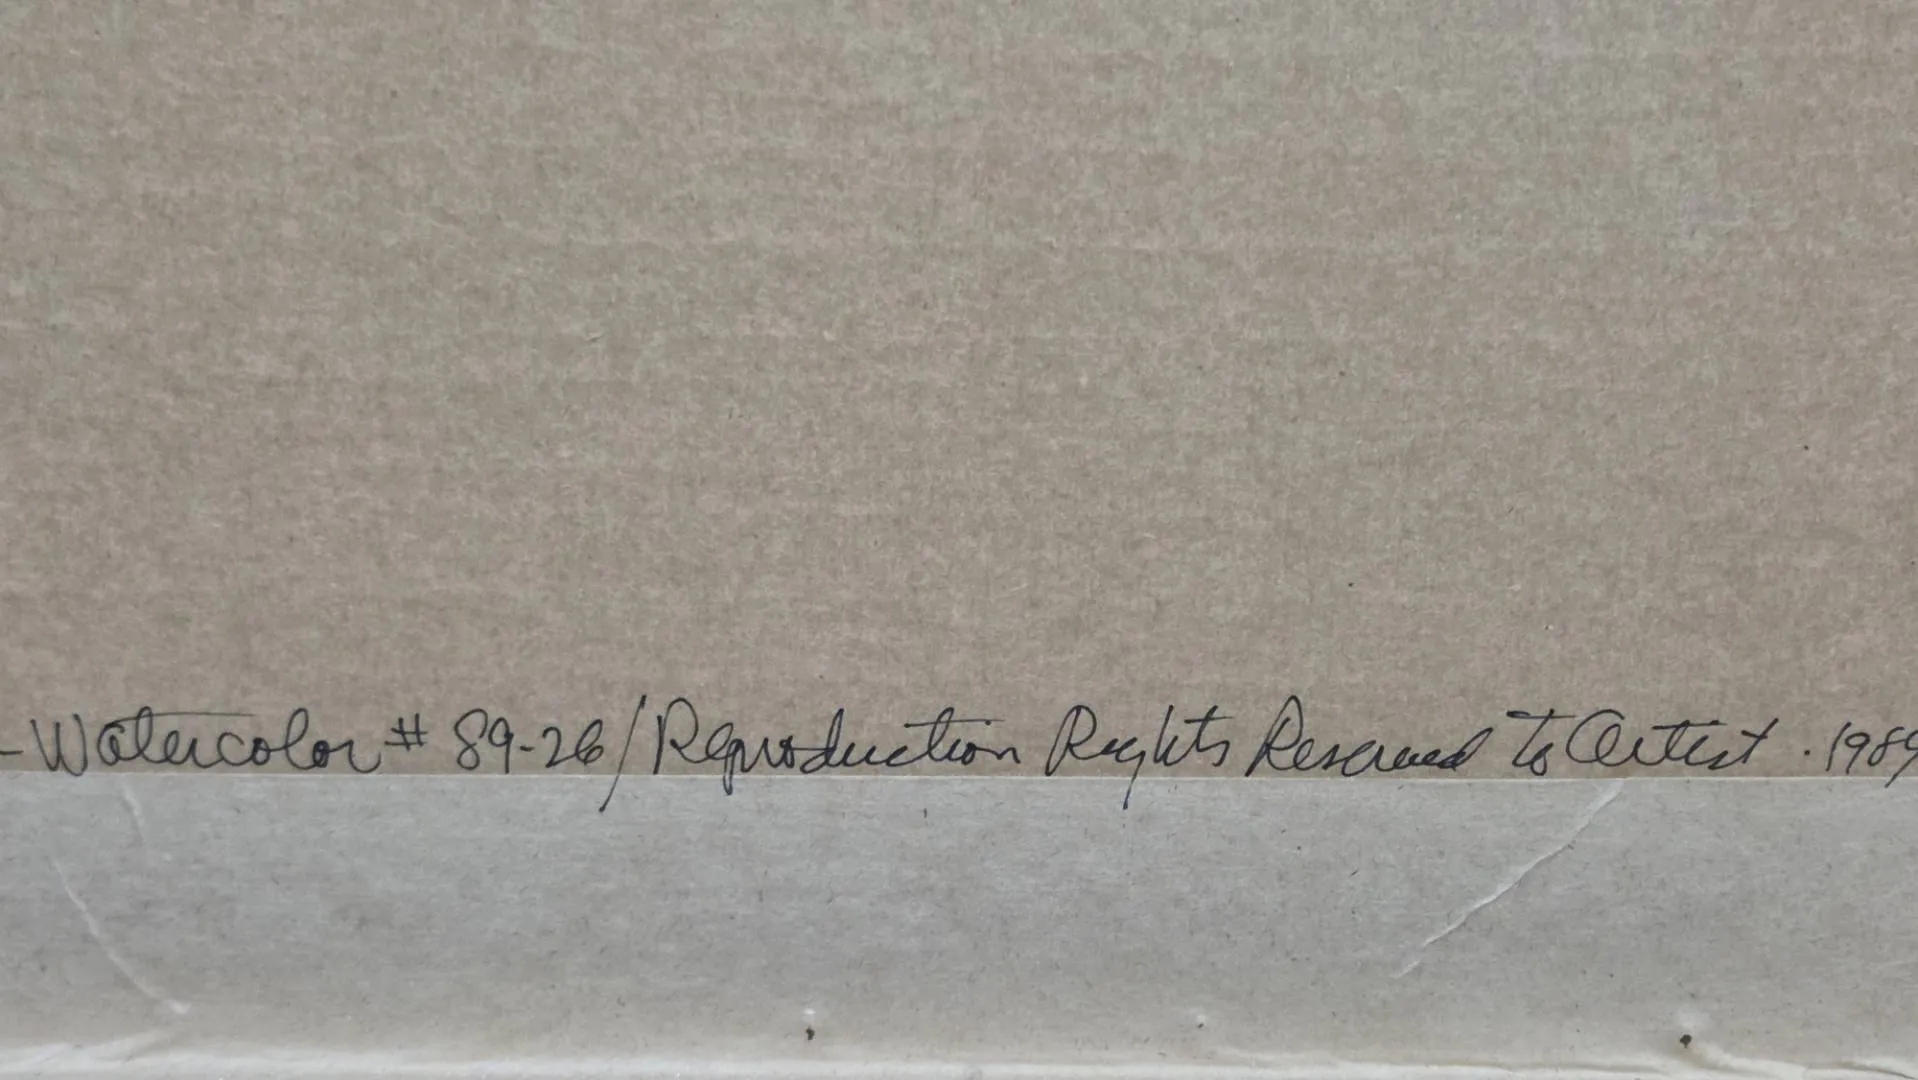 - Watercolor # 89-26 / Reproduction Rights Reserved To Artist . 1989